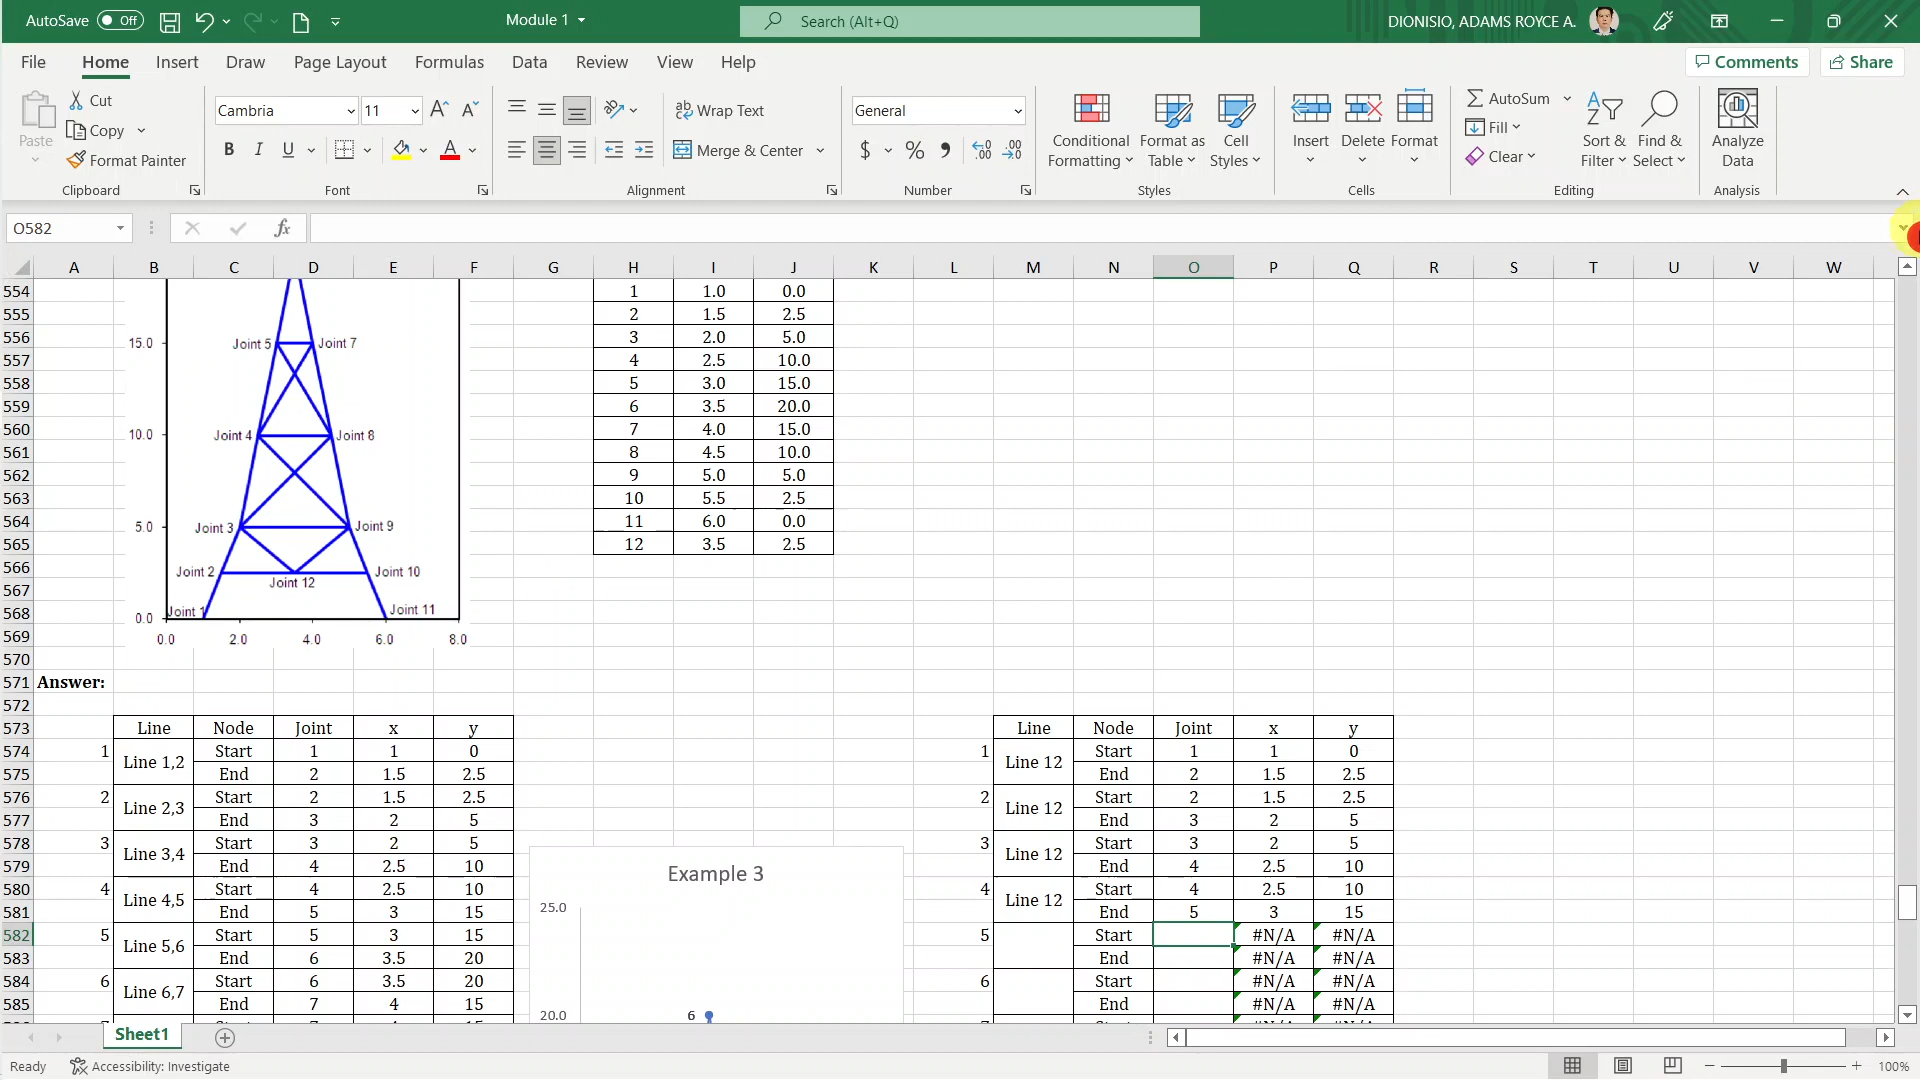 AutoSave Off Module 1 Search (Alt+Q) DIONISIO, ADAMS ROYCE A.
File Home Insert Draw Page Layout Formulas Data Review View Help Comments Share
Paste Cut Copy Format Painter Clipboard
Cambria 11 B I U A Font
ab Wrap Text Merge & Center Alignment
General $ % Number
Conditional Formatting Format as Table Cell Styles Styles
Insert Delete Format Cells
AutoSum Fill Clear Sort & Filter Find & Select Editing
Analyze Data Analysis
O582 fx
A B C D E F G H I J K L M N O P Q R S T U V W
554 1 1.0 0.0
555 2 1.5 2.5
556 15.0 Joint 5 Joint 7 3 2.0 5.0
557 4 2.5 10.0
558 5 3.0 15.0
559 6 3.5 20.0
560 10.0 Joint 4 Joint 8 7 4.0 15.0
561 8 4.5 10.0
562 9 5.0 5.0
563 10 5.5 2.5
564 5.0 Joint 3 Joint 9 11 6.0 0.0
565 12 3.5 2.5
566 Joint 2 Joint 10
567 Joint 12
568 0.0 Joint 1 Joint 11
569 0.0 2.0 4.0 6.0 8.0
570
571 Answer:
572
573 Line Node Joint x y Line Node Joint x y
574 1 Line 1,2 Start 1 1 0 1 Line 12 Start 1 1 0
575 End 2 1.5 2.5 End 2 1.5 2.5
576 2 Line 2,3 Start 2 1.5 2.5 2 Line 12 Start 2 1.5 2.5
577 End 3 2 5 End 3 2 5
578 3 Line 3,4 Start 3 2 5 3 Line 12 Start 3 2 5
579 End 4 2.5 10 Example 3 End 4 2.5 10
580 4 Line 4,5 Start 4 2.5 10 4 Line 12 Start 4 2.5 10
581 End 5 3 15 25.0 End 5 3 15
582 5 Line 5,6 Start 5 3 15 5 Start #N/A #N/A
583 End 6 3.5 20 End #N/A #N/A
584 6 Line 6,7 Start 6 3.5 20 6 Start #N/A #N/A
585 End 7 4 15 20.0 6 End #N/A #N/A
Sheet1
Ready Accessibility: Investigate 100%